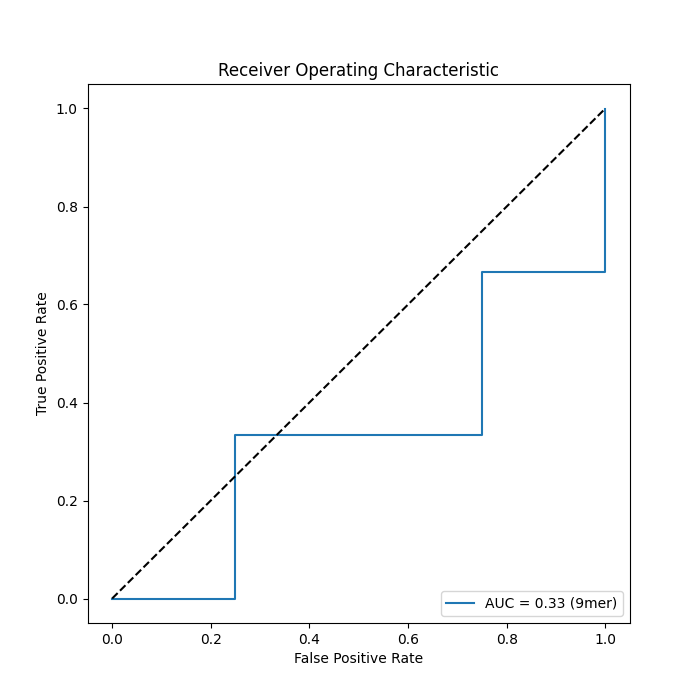 Receiver Operating Characteristic
1.0
0.8
0.6
0.4
0.2
0.0
True Positive Rate
AUC = 0.33 (9mer)
0.0 0.2 0.4 0.6 0.8 1.0
False Positive Rate